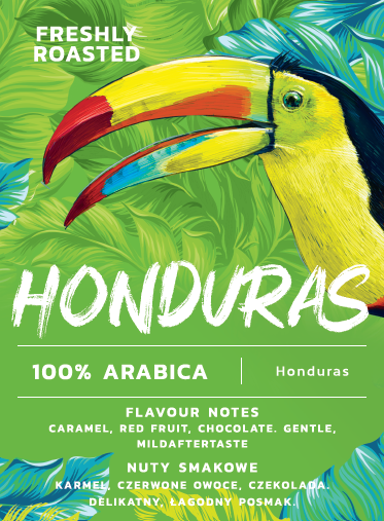 FRESHLY
ROASTED
HONDURAS
100% ARABICA
Honduras
FLAVOUR NOTES
CARAMEL, RED FRUIT, CHOCOLATE. GENTLE,
MILDAFTERTASTE
NUTY SMAKOWE
KARMEL, CZERWONE OWOCE, CZEKOLADA.
DELIKATNY, ŁAGODNY POSMAK.